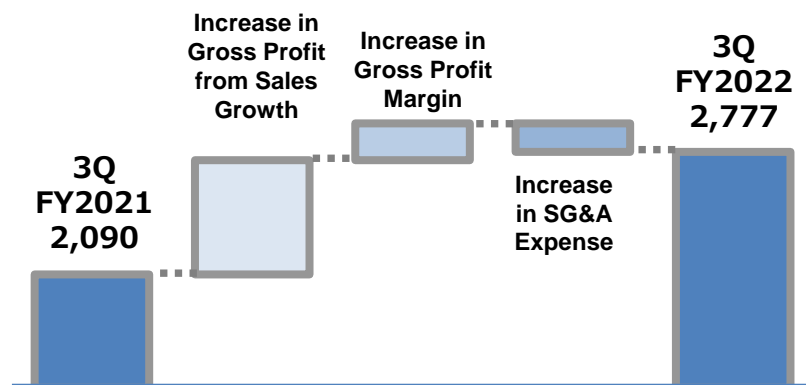 3Q
FY2021
2,090
Increase in
Gross Profit
from Sales
Growth
Increase in
Gross Profit
Margin
Increase
in SG&A
Expense
3Q
FY2022
2,777